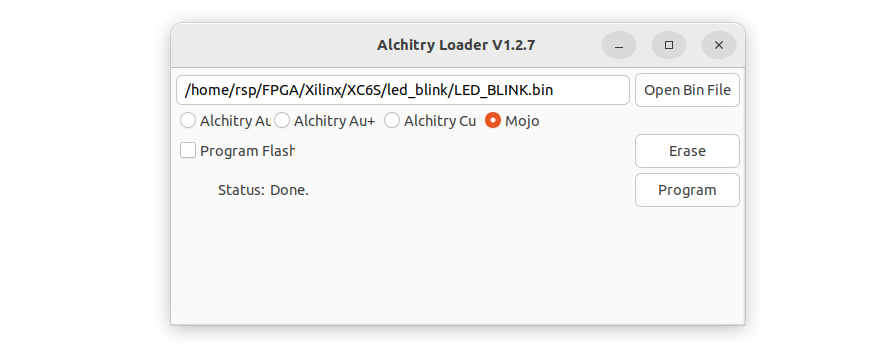 Alchitry Loader V1.2.7
/home/rsp/FPGA/Xilinx/XC6S/led_blink/LED_BLINK.bin Open Bin File
Alchitry Au Alchitry Au+ Alchitry Cu Mojo
Program Flash Erase
Status: Done. Program